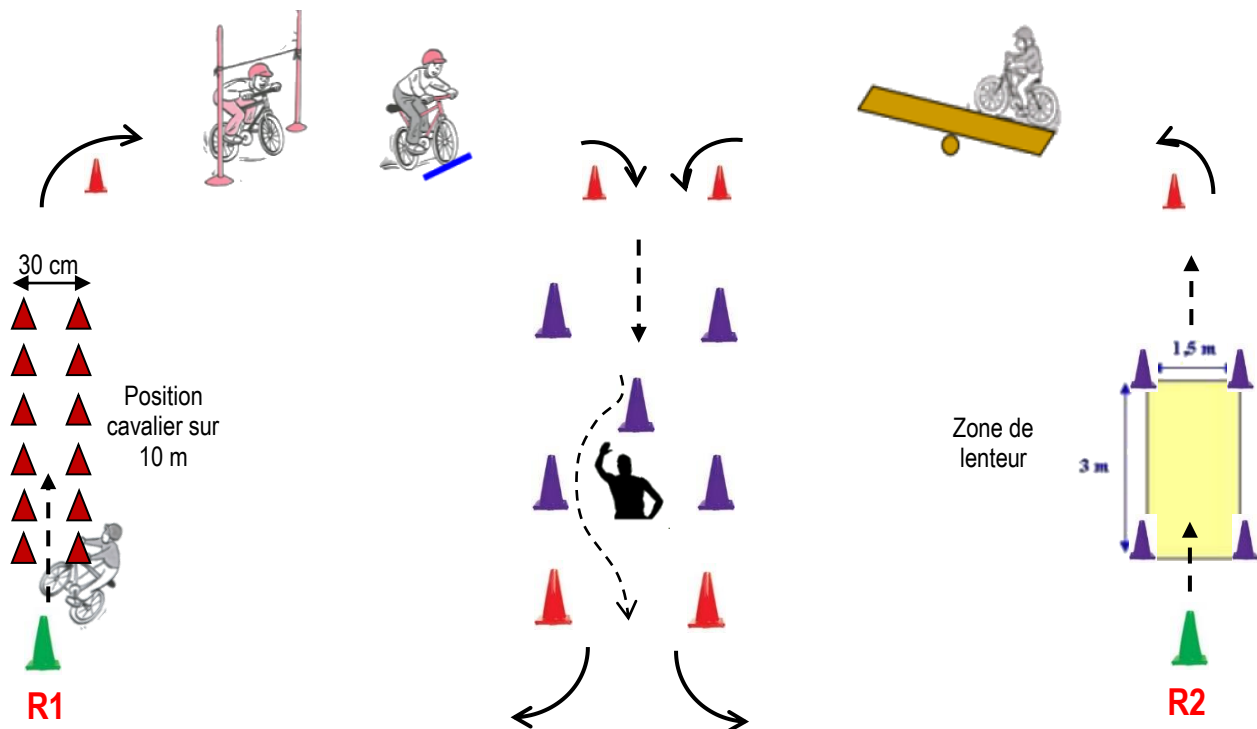 30 cm
Position
cavalier sur
10 m
R1
Zone de
lenteur
1,5 m
3 m
R2